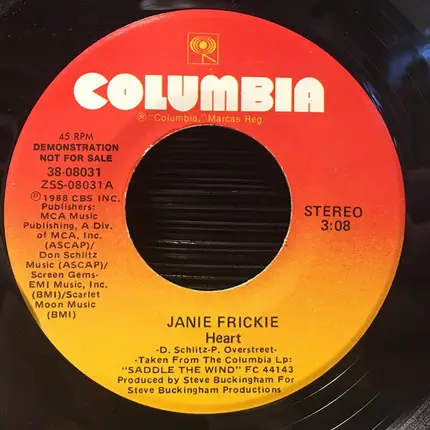 COLUMBIA
® "Columbia," Marcas Reg.
45 RPM
DEMONSTRATION
NOT FOR SALE
38-08031
ZSS-08031A
Ⓟ 1988 CBS INC.
Publishers:
MCA Music
Publishing, A Div.
of MCA, Inc.
(ASCAP)/
Don Schlitz
Music (ASCAP)/
Screen Gems-
EMI Music, Inc.
(BMI)/Scarlet
Moon Music
(BMI)
STEREO
3:08
JANIE FRICKIE
Heart
-D. Schlitz-P. Overstreet-
-Taken From The Columbia Lp:
"SADDLE THE WIND" FC 44143
Produced by Steve Buckingham For
Steve Buckingham Productions